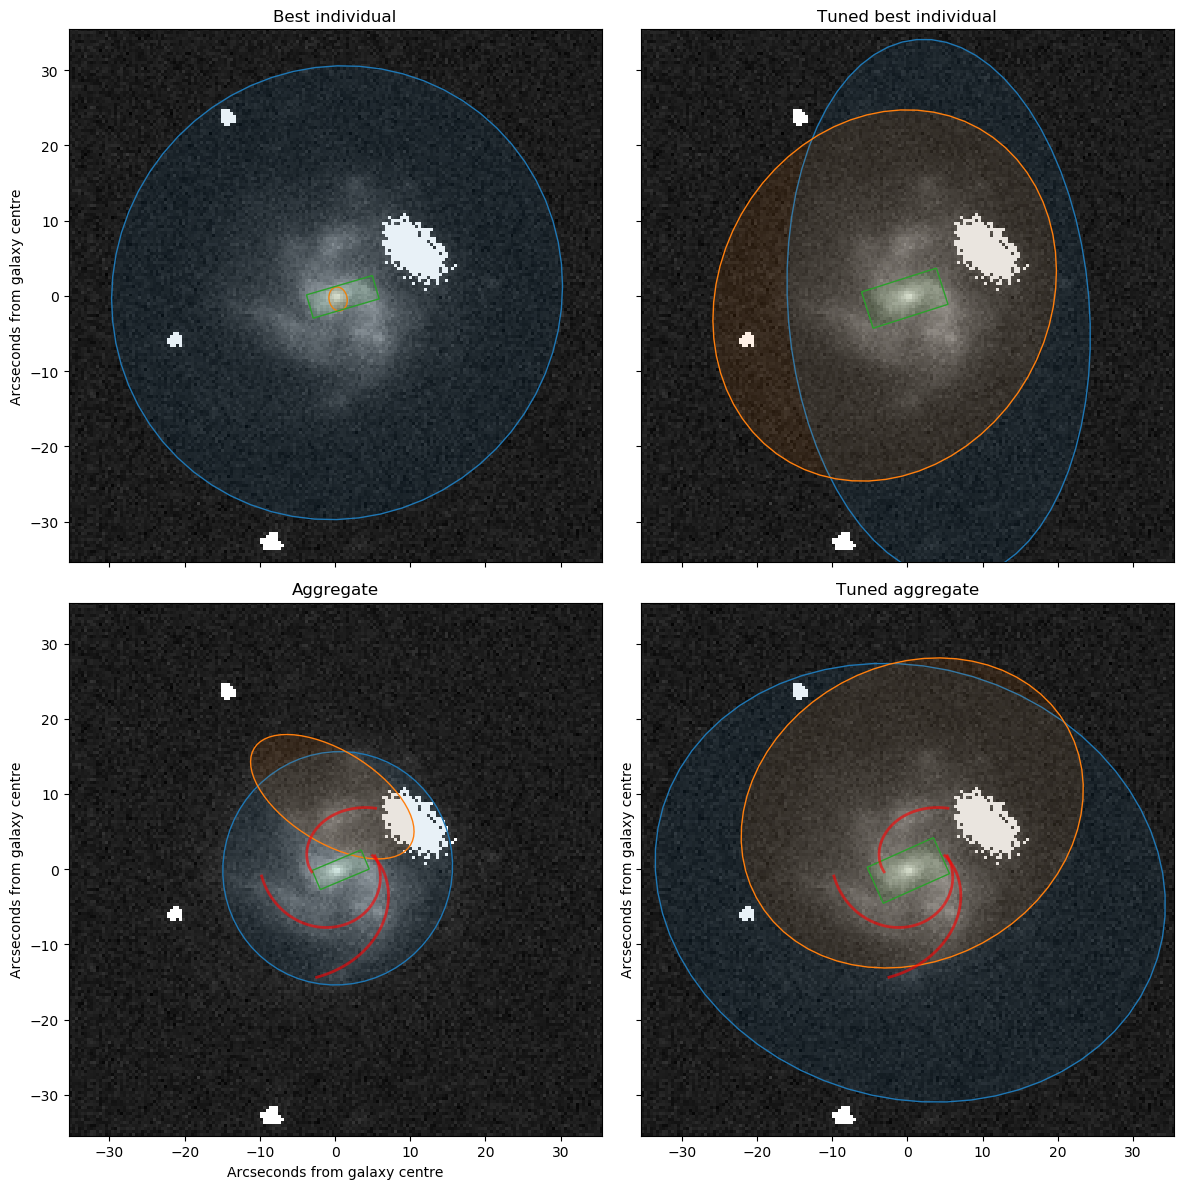 Best individual
Tuned best individual
30
20
10
0
−10
−20
−30
Arcseconds from galaxy centre
Aggregate
Tuned aggregate
30
20
10
0
−10
−20
−30
Arcseconds from galaxy centre
Arcseconds from galaxy centre
−30 −20 −10 0 10 20 30
−30 −20 −10 0 10 20 30
Arcseconds from galaxy centre